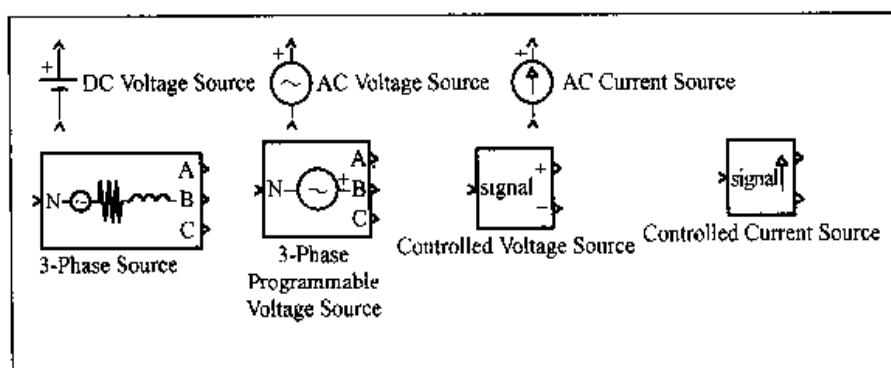 + DC Voltage Source
+ AC Voltage Source
+ AC Current Source
A
N B
C
3-Phase Source
A
N + B
C
3-Phase
Programmable
Voltage Source
signal +
−
Controlled Voltage Source
signal
Controlled Current Source